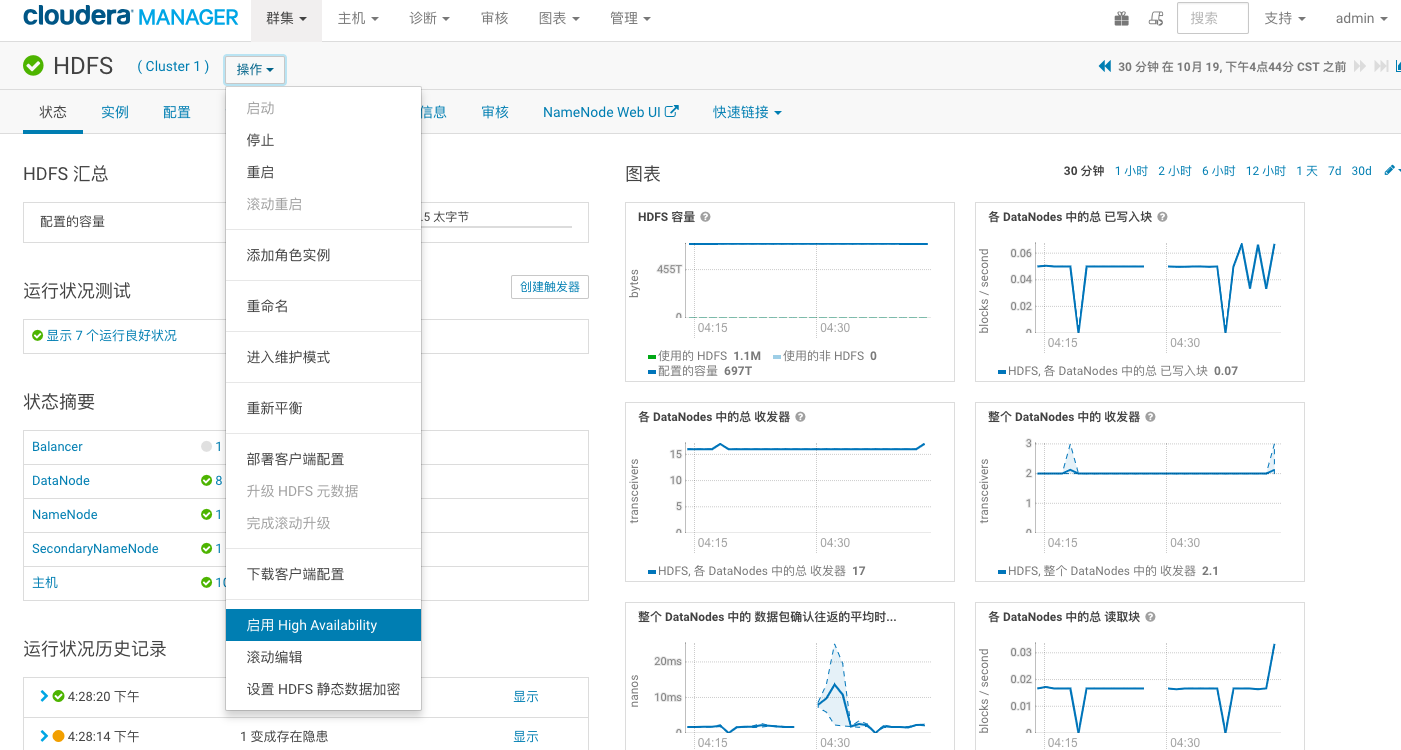 cloudera MANAGER 群集 主机 诊断 审核 图表 管理 搜索 支持 admin
HDFS ( Cluster 1 ) 操作 30 分钟 在 10月 19, 下午4点44分 CST 之前
状态 实例 配置 信息 审核 NameNode Web UI 快速链接
启动
停止
重启
滚动重启
添加角色实例
重命名
进入维护模式
重新平衡
部署客户端配置
升级 HDFS 元数据
完成滚动升级
下载客户端配置
启用 High Availability
滚动编辑
设置 HDFS 静态数据加密
HDFS 汇总
配置的容量 .5 太字节
运行状况测试 创建触发器
显示 7 个运行良好状况
状态摘要
Balancer 1
DataNode 8
NameNode 1
SecondaryNameNode 1
主机 10
运行状况历史记录
4:28:20 下午 显示
4:28:14 下午 1 变成存在隐患 显示
图表 30 分钟 1 小时 2 小时 6 小时 12 小时 1 天 7d 30d
HDFS 容量
bytes
455T
0
04:15 04:30
使用的 HDFS 1.1M 使用的非 HDFS 0
配置的容量 697T
各 DataNodes 中的总 已写入块
blocks / second
0.06
0.04
0.02
0
04:15 04:30
HDFS, 各 DataNodes 中的总 已写入块 0.07
各 DataNodes 中的总 收发器
transceivers
15
10
5
0
04:15 04:30
HDFS, 各 DataNodes 中的总 收发器 17
整个 DataNodes 中的 收发器
transceivers
3
2
1
0
04:15 04:30
HDFS, 整个 DataNodes 中的 收发器 2.1
整个 DataNodes 中的 数据包确认往返的平均时...
nanos
20ms
10ms
0
04:15 04:30
各 DataNodes 中的总 读取块
blocks / second
0.03
0.02
0.01
0
04:15 04:30